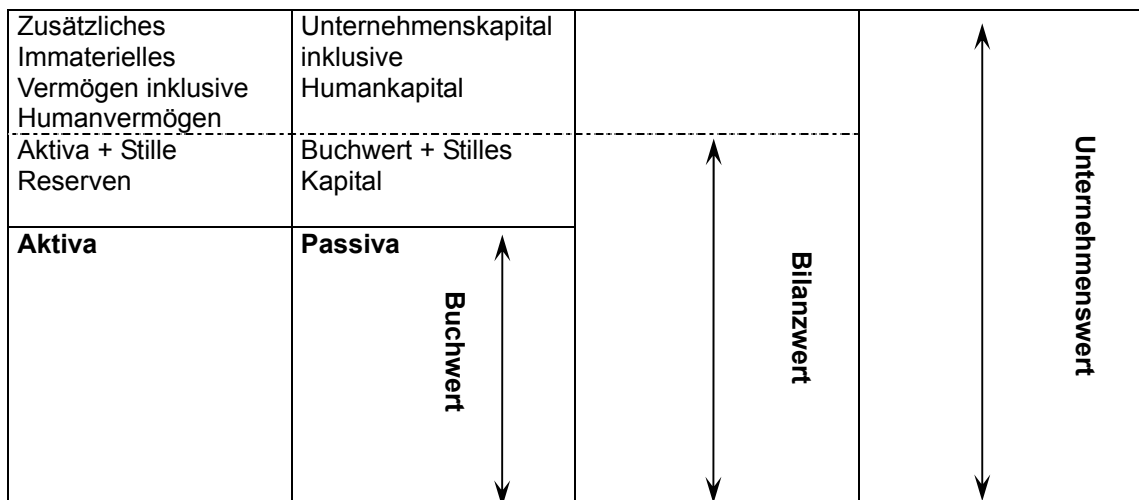 Zusätzliches
Immaterielles
Vermögen inklusive
Humanvermögen
Unternehmenskapital
inklusive
Humankapital
Aktiva + Stille
Reserven
Buchwert + Stilles
Kapital
Aktiva
Passiva
Buchwert
Bilanzwert
Unternehmenswert